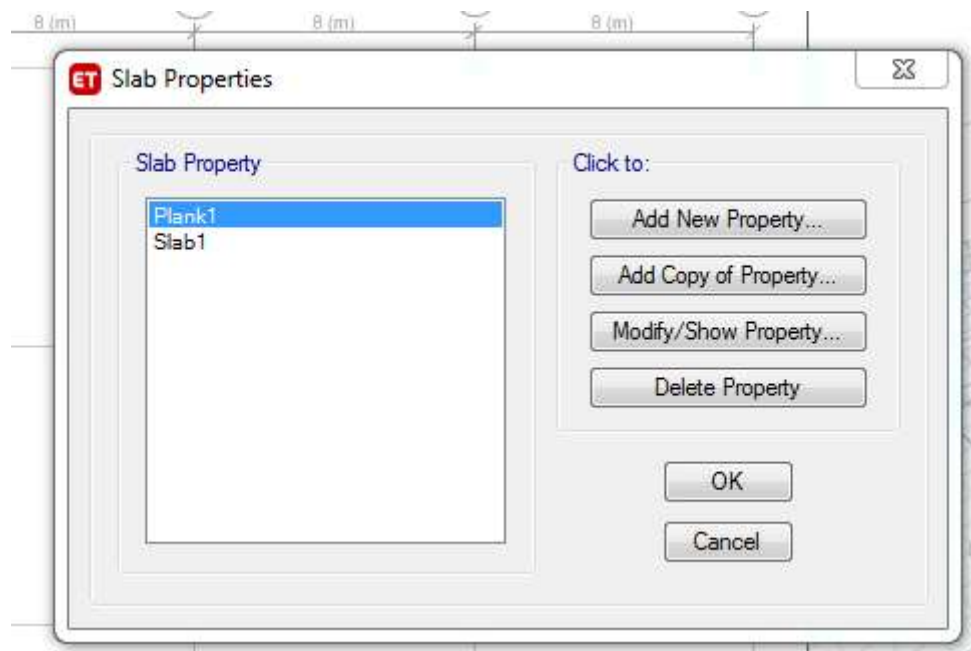 8 (m) 8 (m) 8 (m)
ET Slab Properties
Slab Property
Plank1
Slab1
Click to:
Add New Property...
Add Copy of Property...
Modify/Show Property...
Delete Property
OK
Cancel